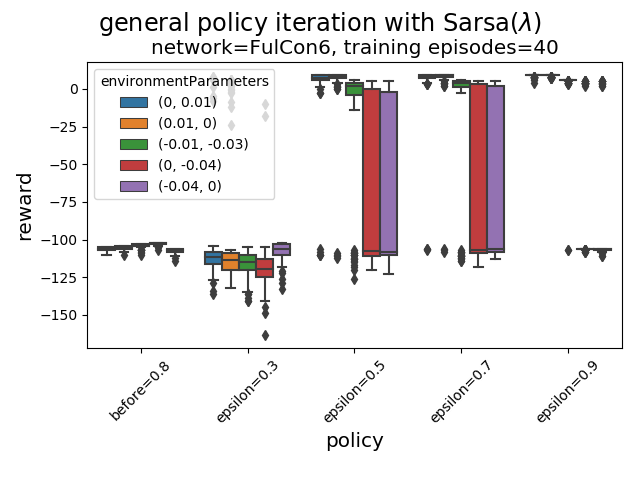 general policy iteration with Sarsa(λ)
network=FulCon6, training episodes=40
environmentParameters
(0, 0.01)
(0.01, 0)
(-0.01, -0.03)
(0, -0.04)
(-0.04, 0)
reward
0
−25
−50
−75
−100
−125
−150
before=0.8
epsilon=0.3
epsilon=0.5
epsilon=0.7
epsilon=0.9
policy